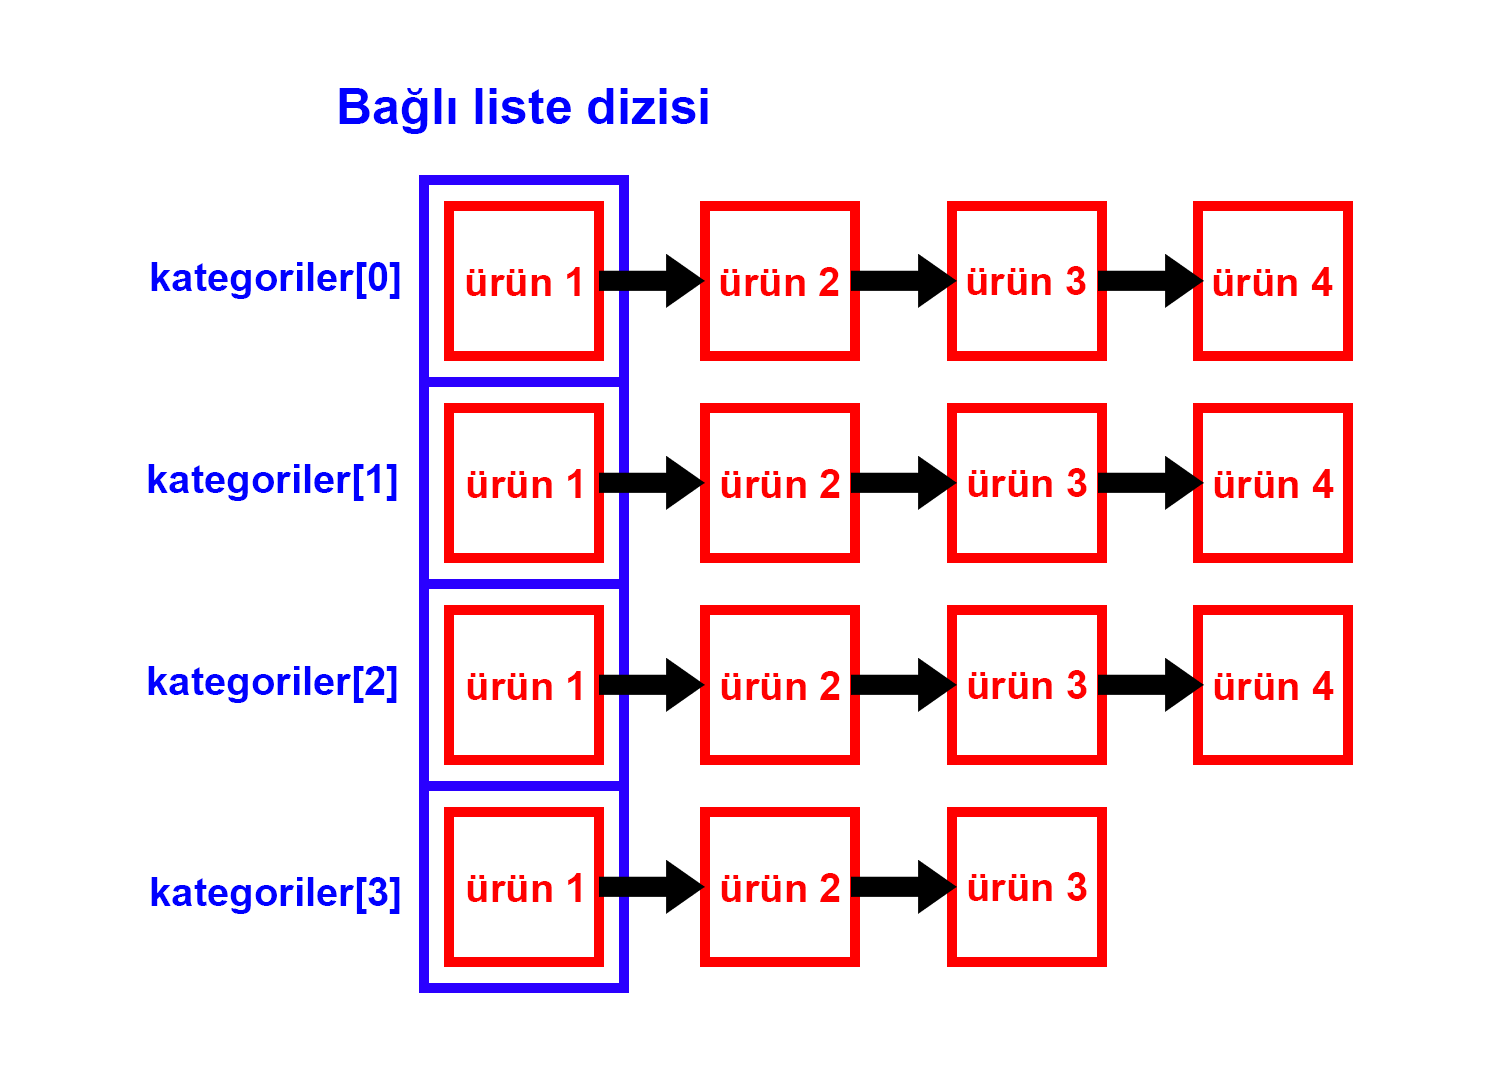 Bağlı liste dizisi
kategoriler[0] ürün 1 ürün 2 ürün 3 ürün 4
kategoriler[1] ürün 1 ürün 2 ürün 3 ürün 4
kategoriler[2] ürün 1 ürün 2 ürün 3 ürün 4
kategoriler[3] ürün 1 ürün 2 ürün 3